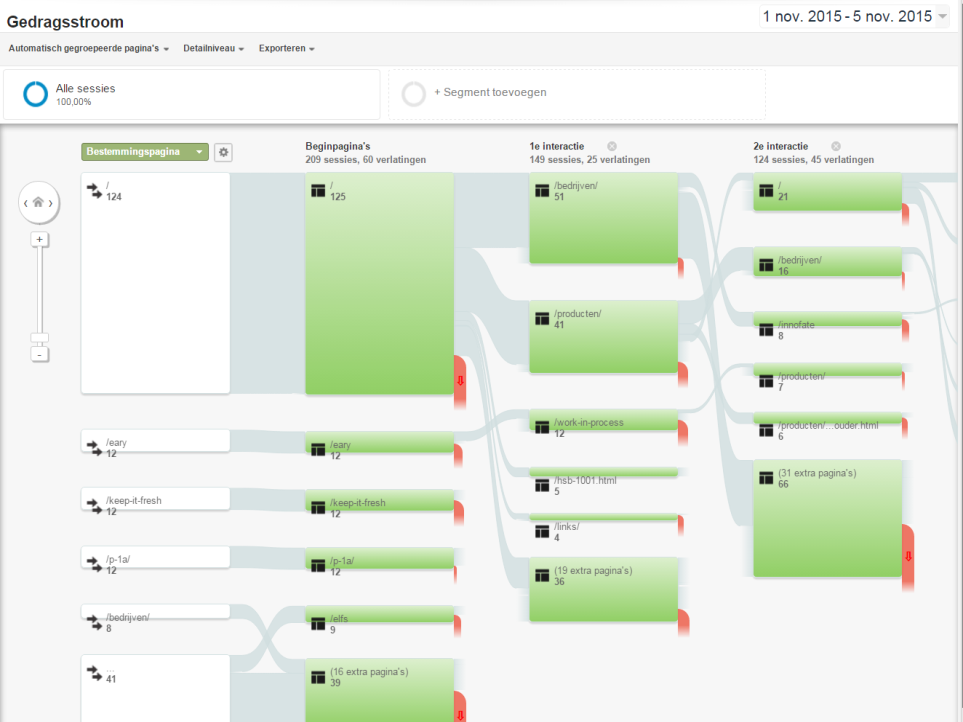 Gedragsstroom
1 nov. 2015 - 5 nov. 2015
Automatisch gegroepeerde pagina's
Detailniveau
Exporteren
Alle sessies
100,00%
+ Segment toevoegen
Bestemmingspagina
Beginpagina's
209 sessies, 60 verlatingen
1e interactie
149 sessies, 25 verlatingen
2e interactie
124 sessies, 45 verlatingen
/
124
/eary
12
/keep-it-fresh
12
/p-1a/
12
/bedrijven/
8
...
41
/
125
/eary
12
/keep-it-fresh
12
/p-1a/
12
/elfs
9
(16 extra pagina's)
39
/bedrijven/
51
/producten/
41
/work-in-process
12
/hsb-1001.html
5
/links/
4
(19 extra pagina's)
36
/
21
/bedrijven/
16
/innofate
8
/producten/
7
/producten/...ouder.html
6
(31 extra pagina's)
66
+
-